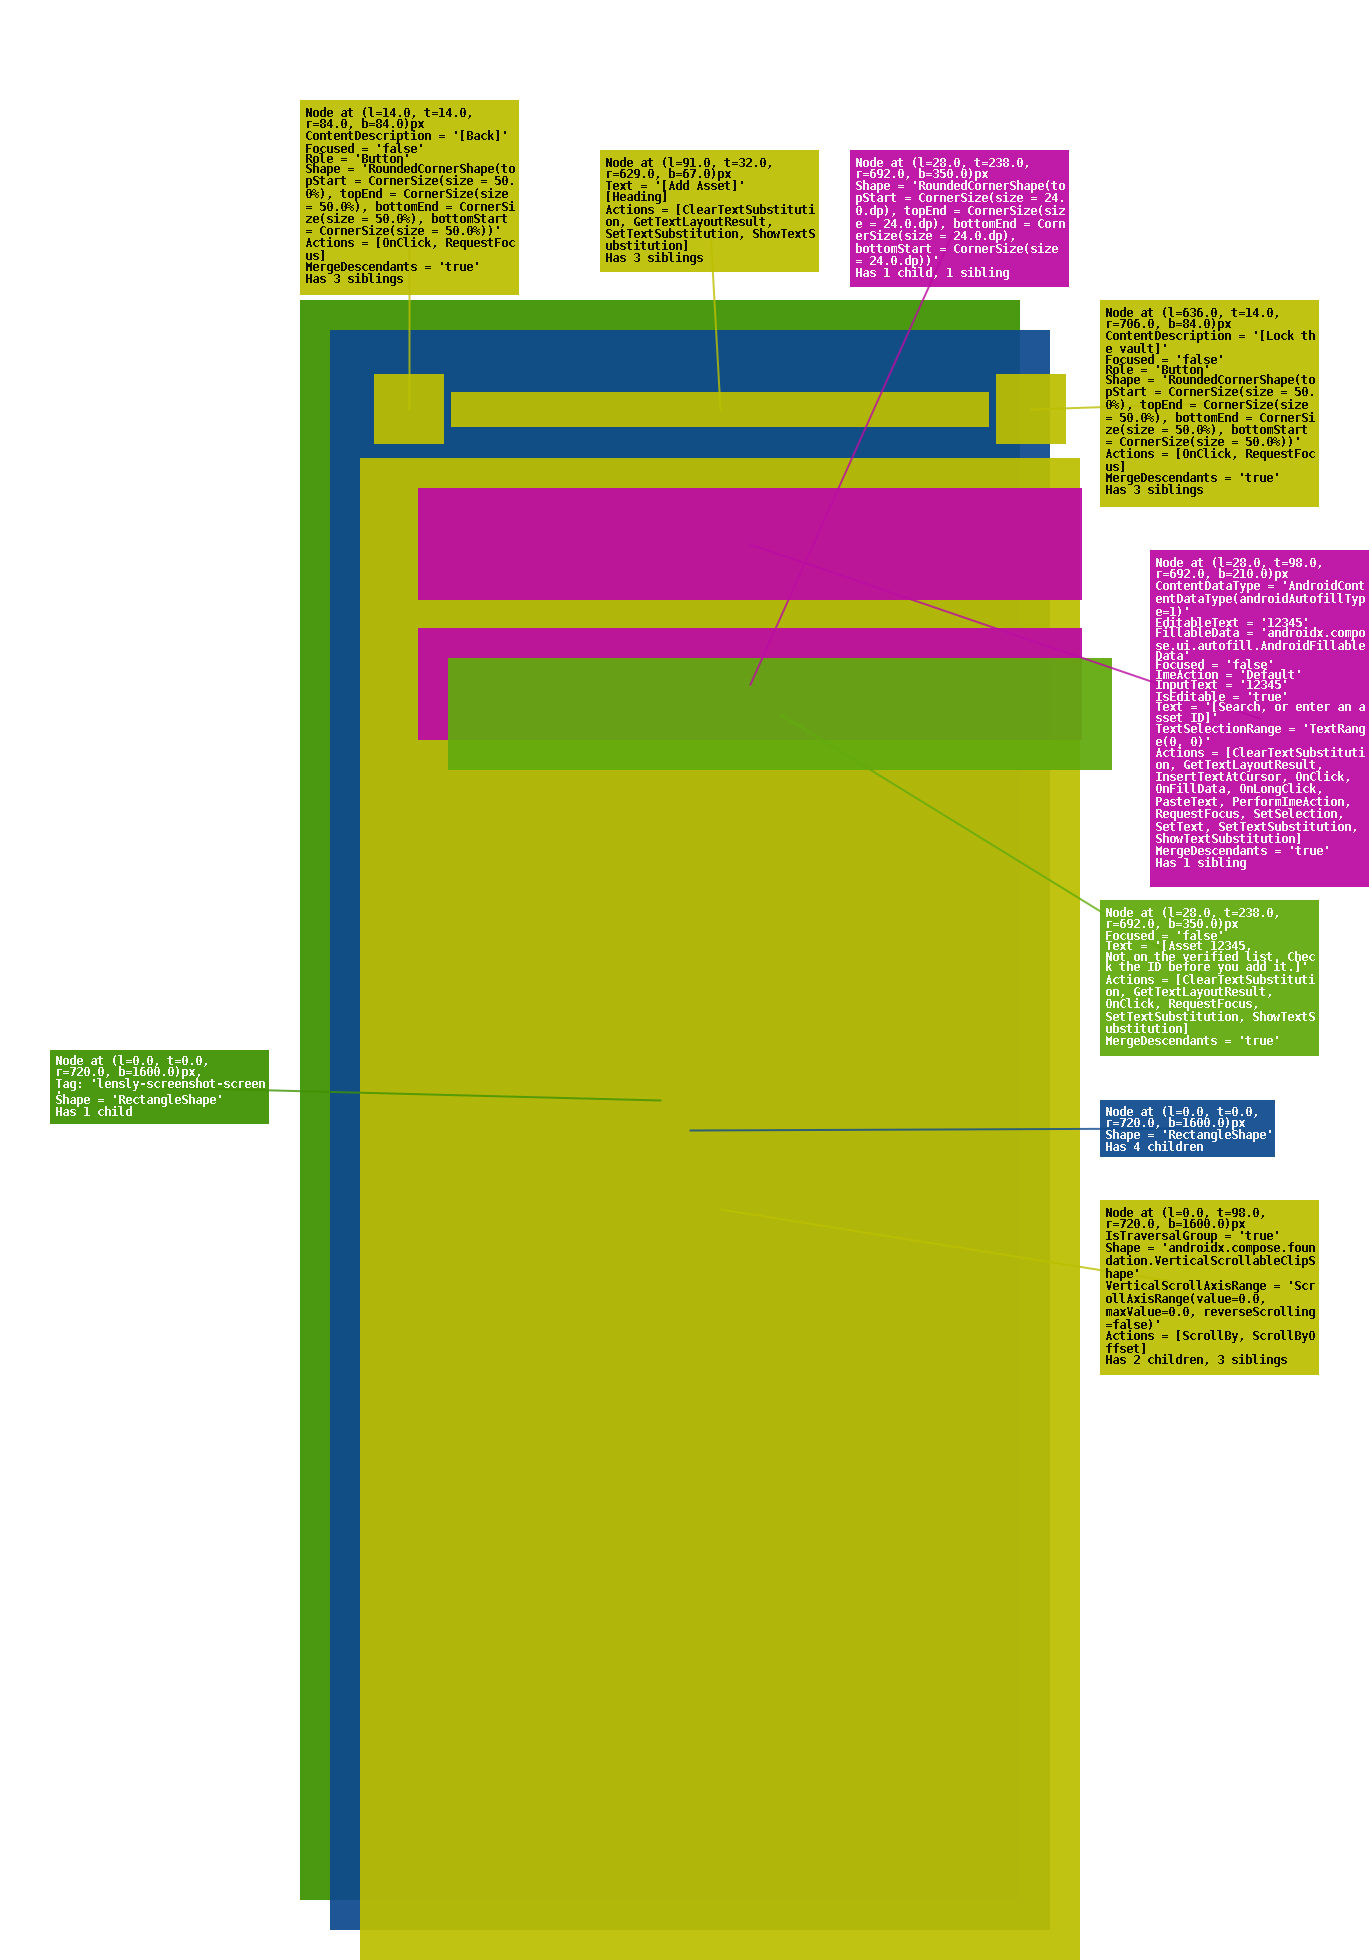 Node at (l=14.0, t=14.0,
r=84.0, b=84.0)px
ContentDescription = '[Back]'
Focused = 'false'
Role = 'Button'
Shape = 'RoundedCornerShape(to
pStart = CornerSize(size = 50.
0%), topEnd = CornerSize(size
= 50.0%), bottomEnd = CornerSi
ze(size = 50.0%), bottomStart
= CornerSize(size = 50.0%))'
Actions = [OnClick, RequestFoc
us]
MergeDescendants = 'true'
Has 3 siblings
Node at (l=91.0, t=32.0,
r=629.0, b=67.0)px
Text = '[Add Asset]'
[Heading]
Actions = [ClearTextSubstituti
on, GetTextLayoutResult,
SetTextSubstitution, ShowTextS
ubstitution]
Has 3 siblings
Node at (l=28.0, t=238.0,
r=692.0, b=350.0)px
Shape = 'RoundedCornerShape(to
pStart = CornerSize(size = 24.
0.dp), topEnd = CornerSize(siz
e = 24.0.dp), bottomEnd = Corn
erSize(size = 24.0.dp),
bottomStart = CornerSize(size
= 24.0.dp))'
Has 1 child, 1 sibling
Node at (l=636.0, t=14.0,
r=706.0, b=84.0)px
ContentDescription = '[Lock th
e vault]'
Focused = 'false'
Role = 'Button'
Shape = 'RoundedCornerShape(to
pStart = CornerSize(size = 50.
0%), topEnd = CornerSize(size
= 50.0%), bottomEnd = CornerSi
ze(size = 50.0%), bottomStart
= CornerSize(size = 50.0%))'
Actions = [OnClick, RequestFoc
us]
MergeDescendants = 'true'
Has 3 siblings
Node at (l=28.0, t=98.0,
r=692.0, b=210.0)px
ContentDataType = 'AndroidCont
entDataType(androidAutofillTyp
e=1)'
EditableText = '12345'
FillableData = 'androidx.compo
se.ui.autofill.AndroidFillable
Data'
Focused = 'false'
ImeAction = 'Default'
InputText = '12345'
IsEditable = 'true'
Text = '[Search, or enter an a
sset ID]'
TextSelectionRange = 'TextRang
e(0, 0)'
Actions = [ClearTextSubstituti
on, GetTextLayoutResult,
InsertTextAtCursor, OnClick,
OnFillData, OnLongClick,
PasteText, PerformImeAction,
RequestFocus, SetSelection,
SetText, SetTextSubstitution,
ShowTextSubstitution]
MergeDescendants = 'true'
Has 1 sibling
Node at (l=28.0, t=238.0,
r=692.0, b=350.0)px
Focused = 'false'
Text = '[Asset 12345,
Not on the verified list. Chec
k the ID before you add it.]'
Actions = [ClearTextSubstituti
on, GetTextLayoutResult,
OnClick, RequestFocus,
SetTextSubstitution, ShowTextS
ubstitution]
MergeDescendants = 'true'
Node at (l=0.0, t=0.0,
r=720.0, b=1600.0)px,
Tag: 'lensly-screenshot-screen
'
Shape = 'RectangleShape'
Has 1 child
Node at (l=0.0, t=0.0,
r=720.0, b=1600.0)px
Shape = 'RectangleShape'
Has 4 children
Node at (l=0.0, t=98.0,
r=720.0, b=1600.0)px
IsTraversalGroup = 'true'
Shape = 'androidx.compose.foun
dation.VerticalScrollableClipS
hape'
VerticalScrollAxisRange = 'Scr
ollAxisRange(value=0.0,
maxValue=0.0, reverseScrolling
=false)'
Actions = [ScrollBy, ScrollByO
ffset]
Has 2 children, 3 siblings